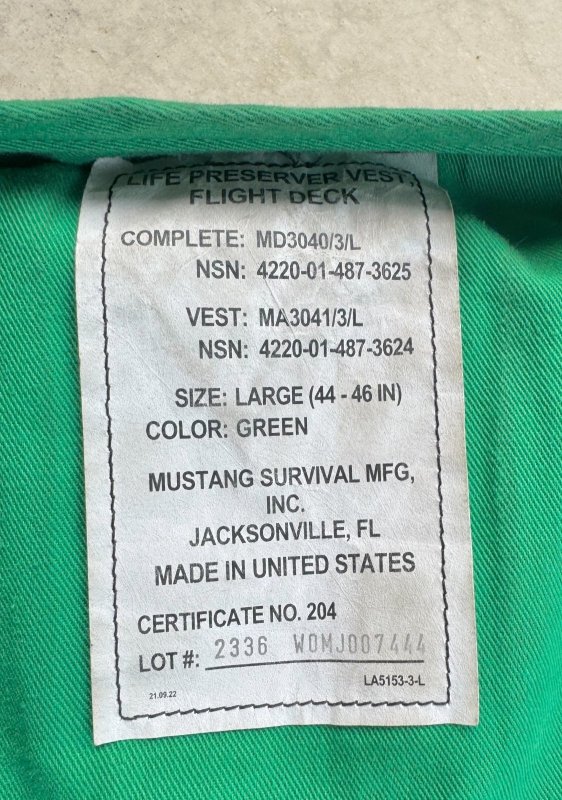 LIFE PRESERVER VEST,
FLIGHT DECK
COMPLETE: MD3040/3/L
NSN: 4220-01-487-3625
VEST: MA3041/3/L
NSN: 4220-01-487-3624
SIZE: LARGE (44 - 46 IN)
COLOR: GREEN
MUSTANG SURVIVAL MFG,
INC.
JACKSONVILLE, FL
MADE IN UNITED STATES
CERTIFICATE NO. 204
LOT #: 2336 WOMJ007444
21.09.22 LA5153-3-L